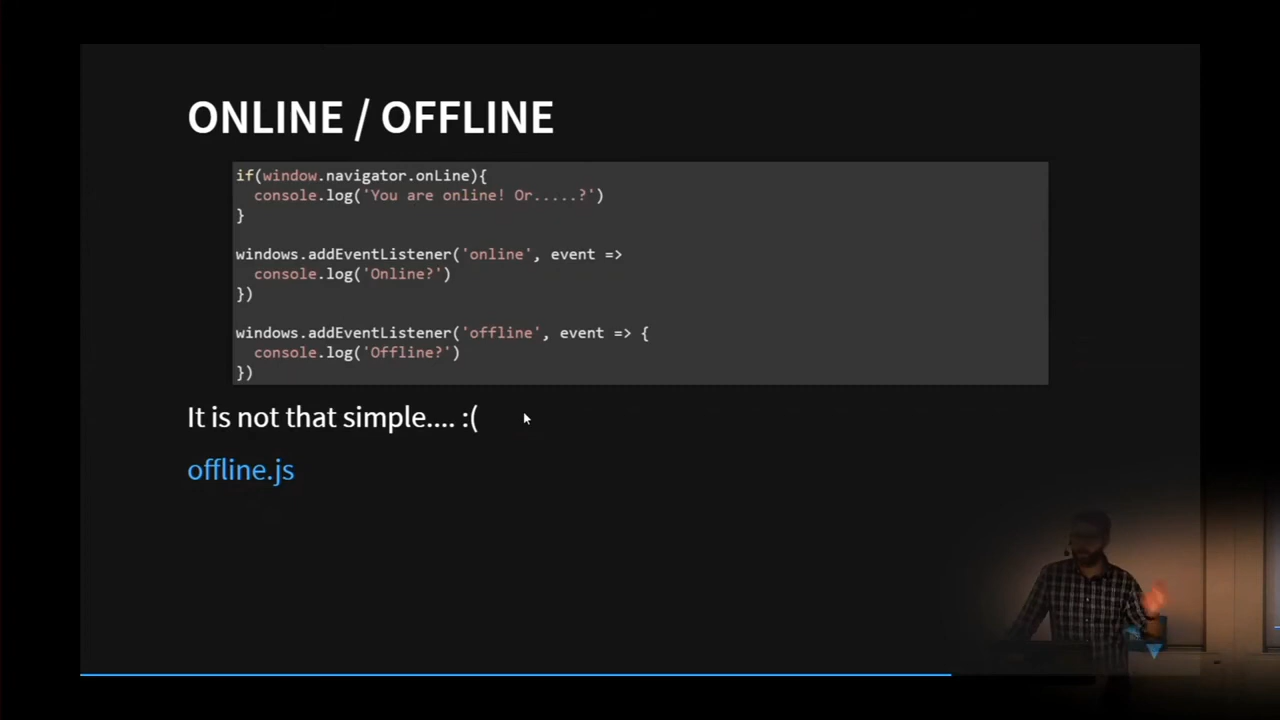 ONLINE / OFFLINE
if(window.navigator.onLine){
  console.log('You are online! Or.....?')
}
windows.addEventListener('online', event =>
  console.log('Online?')
})
windows.addEventListener('offline', event => {
  console.log('Offline?')
})
It is not that simple.... :(
offline.js